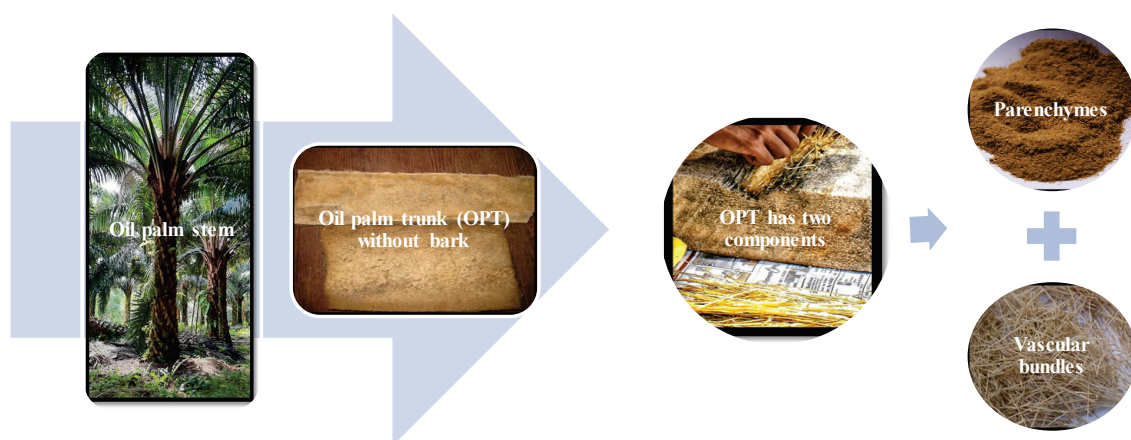 Oil palm stem
Oil palm trunk (OPT)
without bark
OPT has two
components
Parenchymes
Vascular
bundles